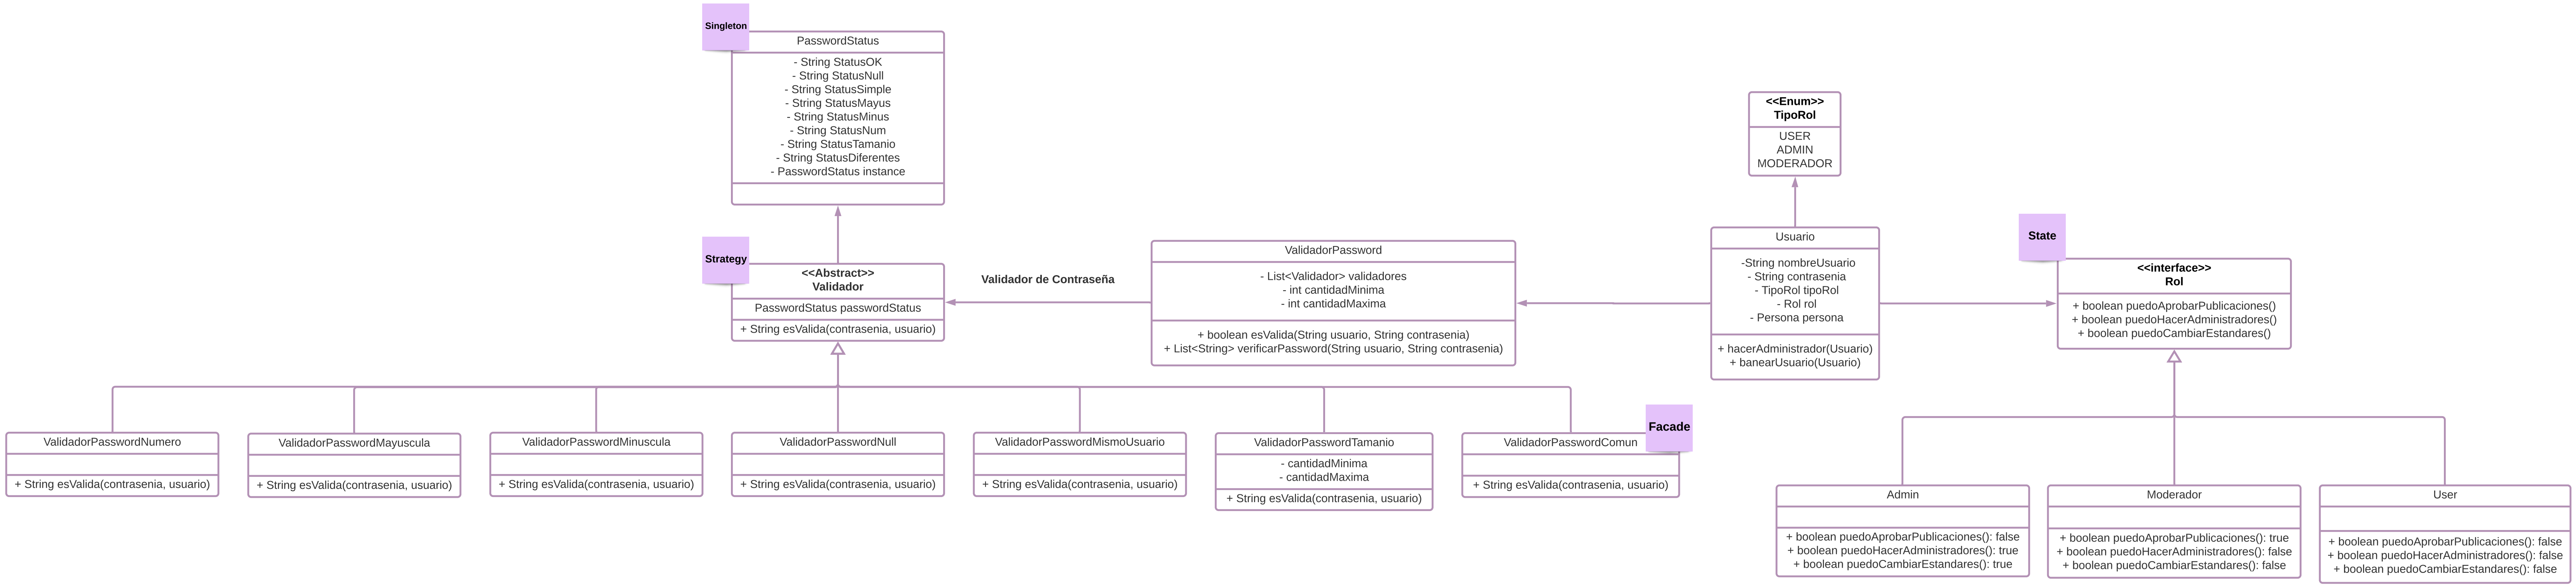 Singleton
PasswordStatus
- String StatusOK
- String StatusNull
- String StatusSimple
- String StatusMayus
- String StatusMinus
- String StatusNum
- String StatusTamanio
- String StatusDiferentes
- PasswordStatus instance
<<Enum>>
TipoRol
USER
ADMIN
MODERADOR
Strategy
<<Abstract>>
Validador
PasswordStatus passwordStatus
+ String esValida(contrasenia, usuario)
Validador de Contraseña
ValidadorPassword
- List<Validador> validadores
- int cantidadMinima
- int cantidadMaxima
+ boolean esValida(String usuario, String contrasenia)
+ List<String> verificarPassword(String usuario, String contrasenia)
Usuario
-String nombreUsuario
- String contrasenia
- TipoRol tipoRol
- Rol rol
- Persona persona
+ hacerAdministrador(Usuario)
+ banearUsuario(Usuario)
State
<<interface>>
Rol
+ boolean puedoAprobarPublicaciones()
+ boolean puedoHacerAdministradores()
+ boolean puedoCambiarEstandares()
ValidadorPasswordNumero
+ String esValida(contrasenia, usuario)
ValidadorPasswordMayuscula
+ String esValida(contrasenia, usuario)
ValidadorPasswordMinuscula
+ String esValida(contrasenia, usuario)
ValidadorPasswordNull
+ String esValida(contrasenia, usuario)
ValidadorPasswordMismoUsuario
+ String esValida(contrasenia, usuario)
ValidadorPasswordTamanio
- cantidadMinima
- cantidadMaxima
+ String esValida(contrasenia, usuario)
Facade
ValidadorPasswordComun
+ String esValida(contrasenia, usuario)
Admin
+ boolean puedoAprobarPublicaciones(): false
+ boolean puedoHacerAdministradores(): true
+ boolean puedoCambiarEstandares(): true
Moderador
+ boolean puedoAprobarPublicaciones(): true
+ boolean puedoHacerAdministradores(): false
+ boolean puedoCambiarEstandares(): false
User
+ boolean puedoAprobarPublicaciones(): false
+ boolean puedoHacerAdministradores(): false
+ boolean puedoCambiarEstandares(): false